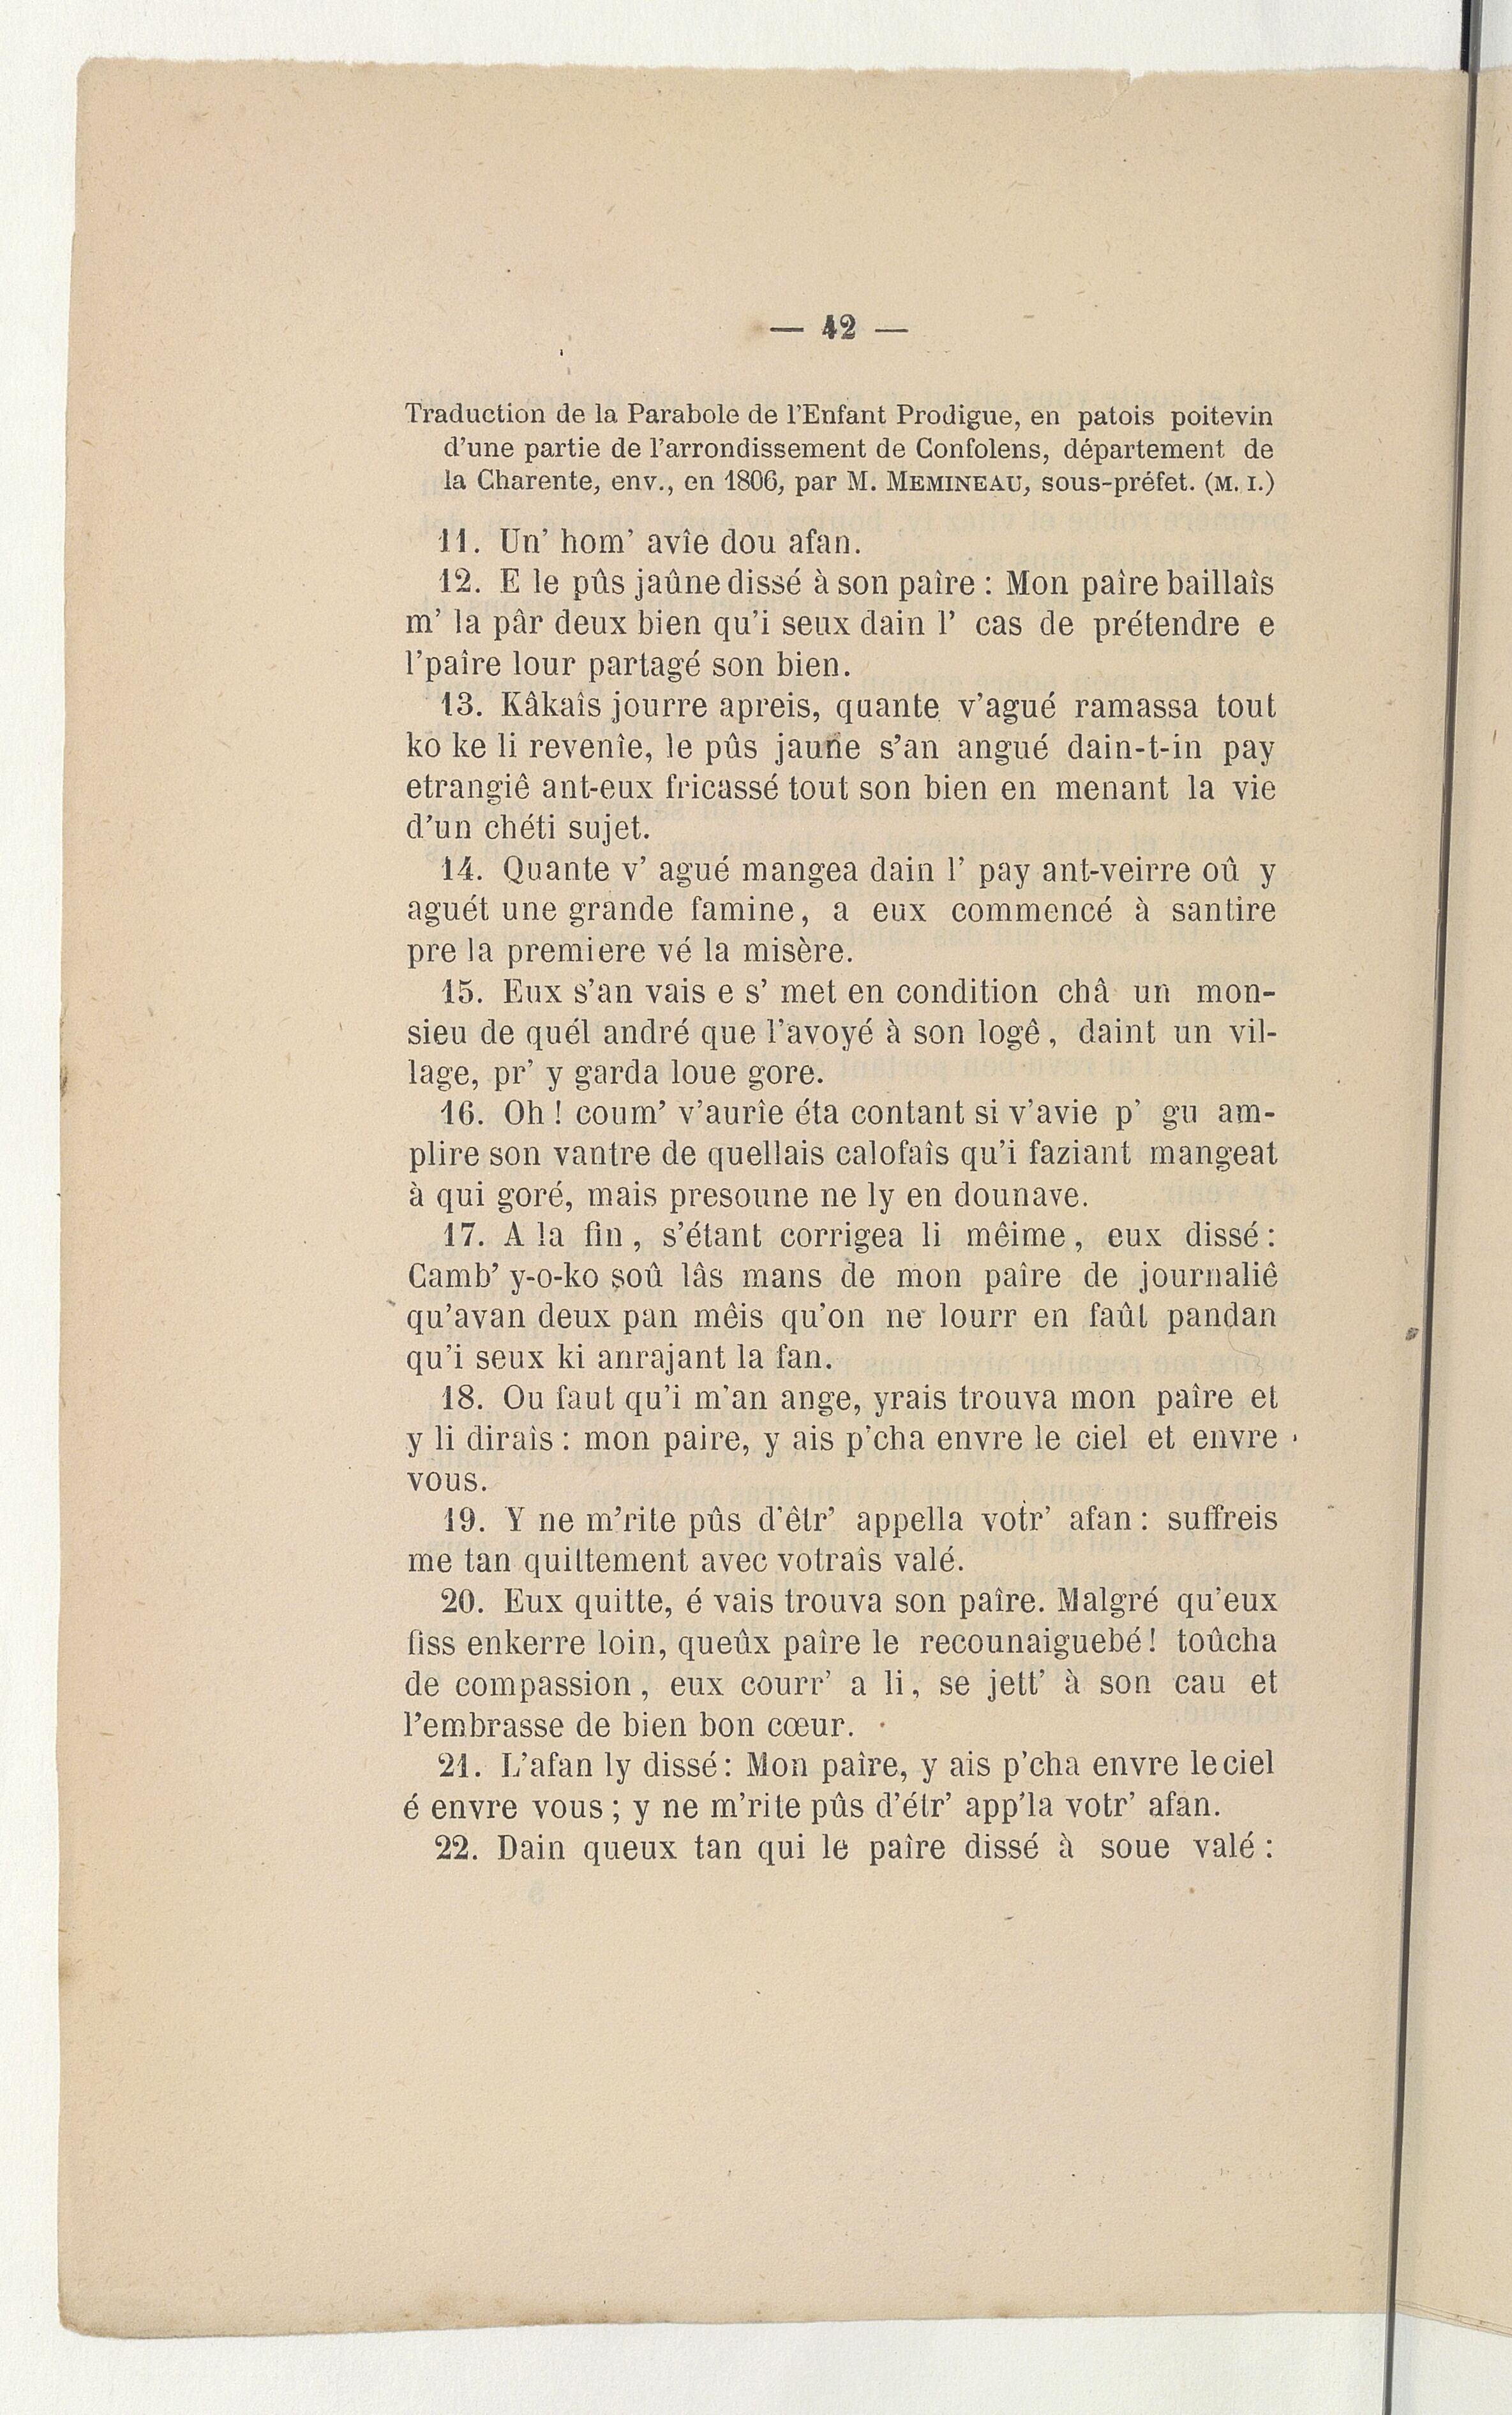 — 42 —
Traduction de la Parabole de l'Enfant Prodigue, en patois poitevin
d'une partie de l'arrondissement de Confolens, département de
la Charente, env., en 1806, par M. MEMINEAU, sous-préfet. (M. I.)
11. Un' hom' avîe dou afan.
12. E le pûs jaûne dissé à son paîre : Mon paîre baillaîs
m' la pâr deux bien qu'i seux dain l' cas de prétendre e
l'paîre lour partagé son bien.
13. Kâkaîs jourre apreis, quante v'agué ramassa tout
ko ke li revenîe, le pûs jaune s'an angué dain-t-in pay
etrangiê ant-eux fricassé tout son bien en menant la vie
d'un chéti sujet.
14. Quante v' agué mangea dain l' pay ant-veirre oû y
aguét une grande famine, a eux commencé à santire
pre la premiere vé la misère.
15. Eux s'an vais e s' met en condition châ un mon-
sieu de quél andré que l'avoyé à son logê, daint un vil-
lage, pr' y garda loue gore.
16. Oh ! coum' v'aurîe éta contant si v'avie p' gu am-
plire son vantre de quellais calofaîs qu'i faziant mangeat
à qui goré, mais presoune ne ly en dounave.
17. A la fin, s'étant corrigea li mêime, eux dissé :
Camb' y-o-ko soû lâs mans de mon paîre de journaliê
qu'avan deux pan mêis qu'on ne lourr en faût pandan
qu'i seux ki anrajant la fan.
18. Ou faut qu'i m'an ange, yrais trouva mon paîre et
y li diraîs : mon paire, y ais p'cha envre le ciel et envre
vous.
19. Y ne m'rite pûs d'êtr' appella votr' afan : suffreis
me tan quittement avec votraîs valé.
20. Eux quitte, é vais trouva son paîre. Malgré qu'eux
fiss enkerre loin, queûx paîre le recounaiguebé ! toûcha
de compassion, eux courr' a li, se jett' à son cau et
l'embrasse de bien bon cœur.
21. L'afan ly dissé : Mon paîre, y ais p'cha envre le ciel
é envre vous ; y ne m'rite pûs d'étr' app'la votr' afan.
22. Dain queux tan qui le paîre dissé à soue valé :